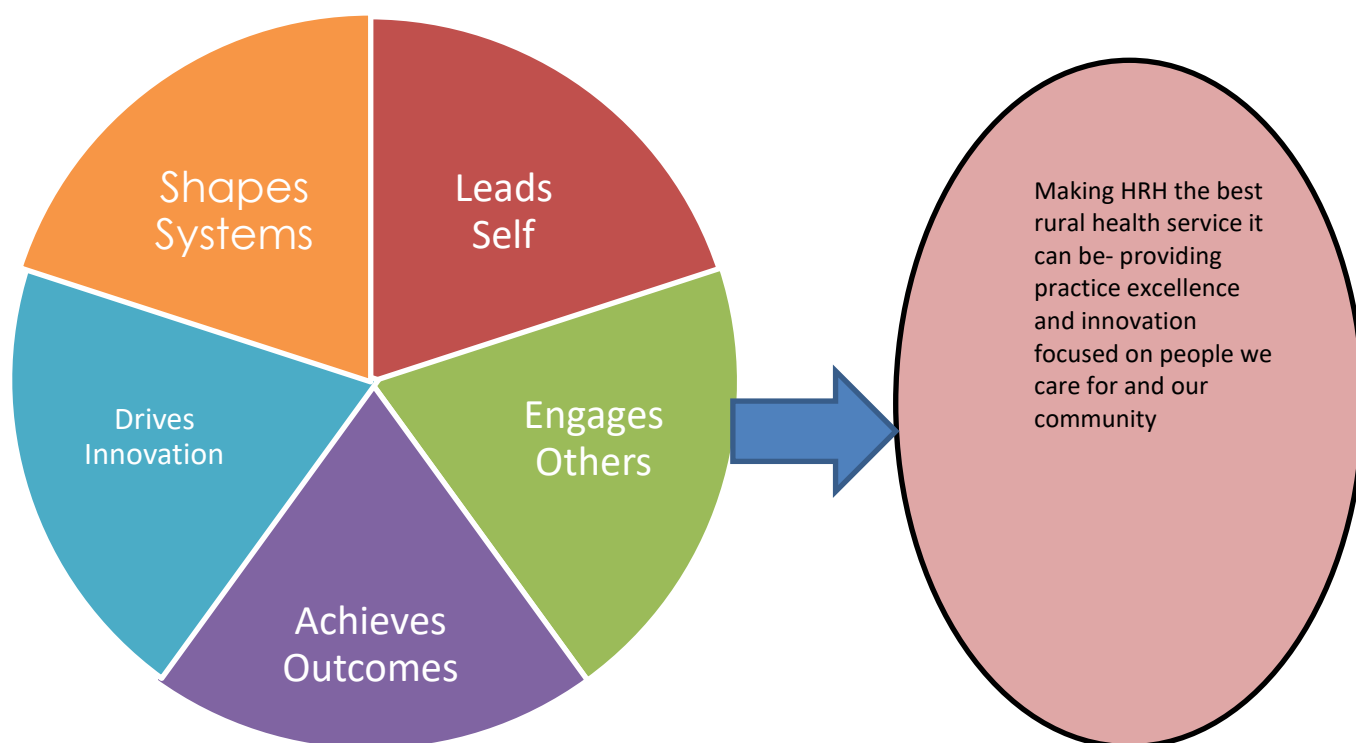 Shapes
Systems
Leads
Self
Engages
Others
Achieves
Outcomes
Drives
Innovation
Making HRH the best
rural health service it
can be- providing
practice excellence
and innovation
focused on people we
care for and our
community